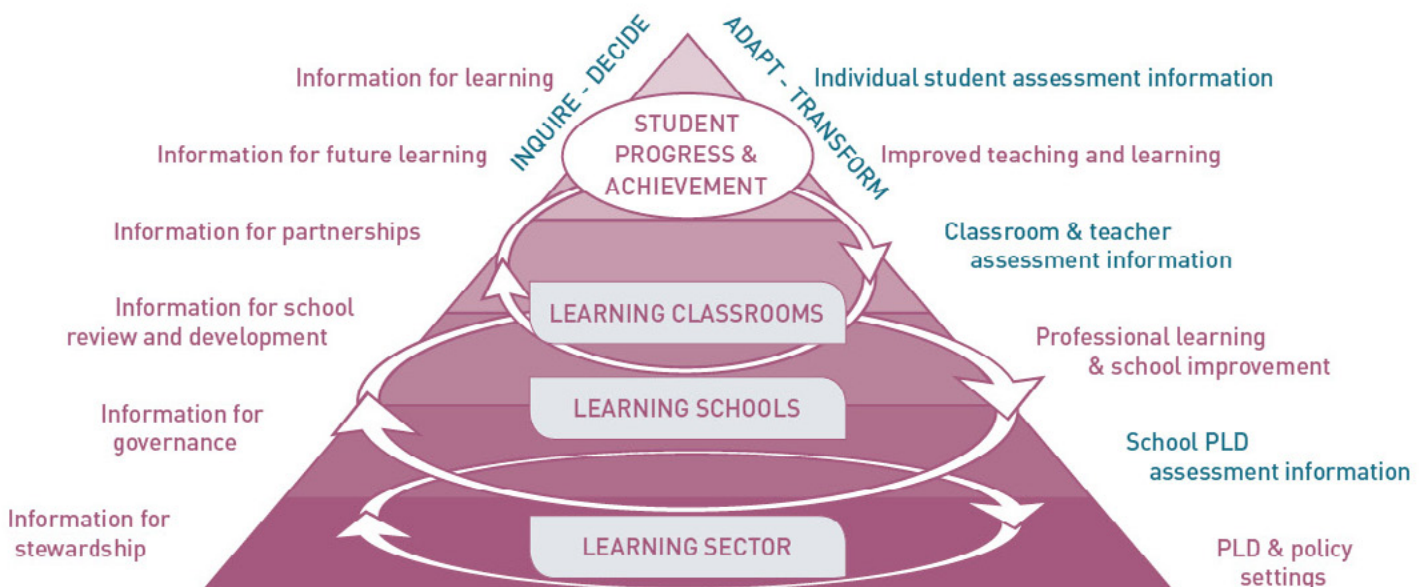 INQUIRE - DECIDE
ADAPT - TRANSFORM
Information for learning
Individual student assessment information
STUDENT
PROGRESS &
ACHIEVEMENT
Information for future learning
Improved teaching and learning
Information for partnerships
Classroom & teacher
assessment information
Information for school
review and development
LEARNING CLASSROOMS
Professional learning
& school improvement
Information for
governance
LEARNING SCHOOLS
School PLD
assessment information
Information for
stewardship
LEARNING SECTOR
PLD & policy
settings